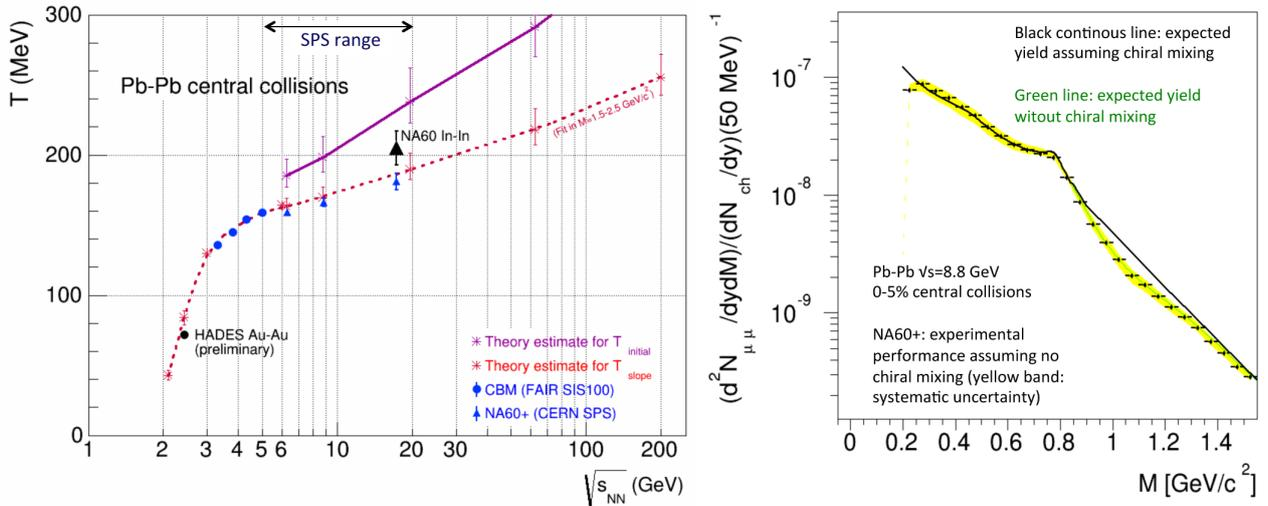 T (MeV)
300
200
100
0
SPS range
Pb-Pb central collisions
NA60 In-In
(Fit in M=1.5-2.5 GeV/c²)
HADES Au-Au
(preliminary)
Theory estimate for T initial
Theory estimate for T slope
CBM (FAIR SIS100)
NA60+ (CERN SPS)
1 2 3 4 5 6 10 20 30 100 200
√sNN (GeV)
(d²Nμμ/dydM)/(dNch/dy)(50 MeV)⁻¹
10⁻⁷
10⁻⁸
10⁻⁹
Black continous line: expected
yield assuming chiral mixing
Green line: expected yield
witout chiral mixing
Pb-Pb √s=8.8 GeV
0-5% central collisions
NA60+: experimental
performance assuming no
chiral mixing (yellow band:
systematic uncertainty)
0 0.2 0.4 0.6 0.8 1 1.2 1.4
M [GeV/c²]